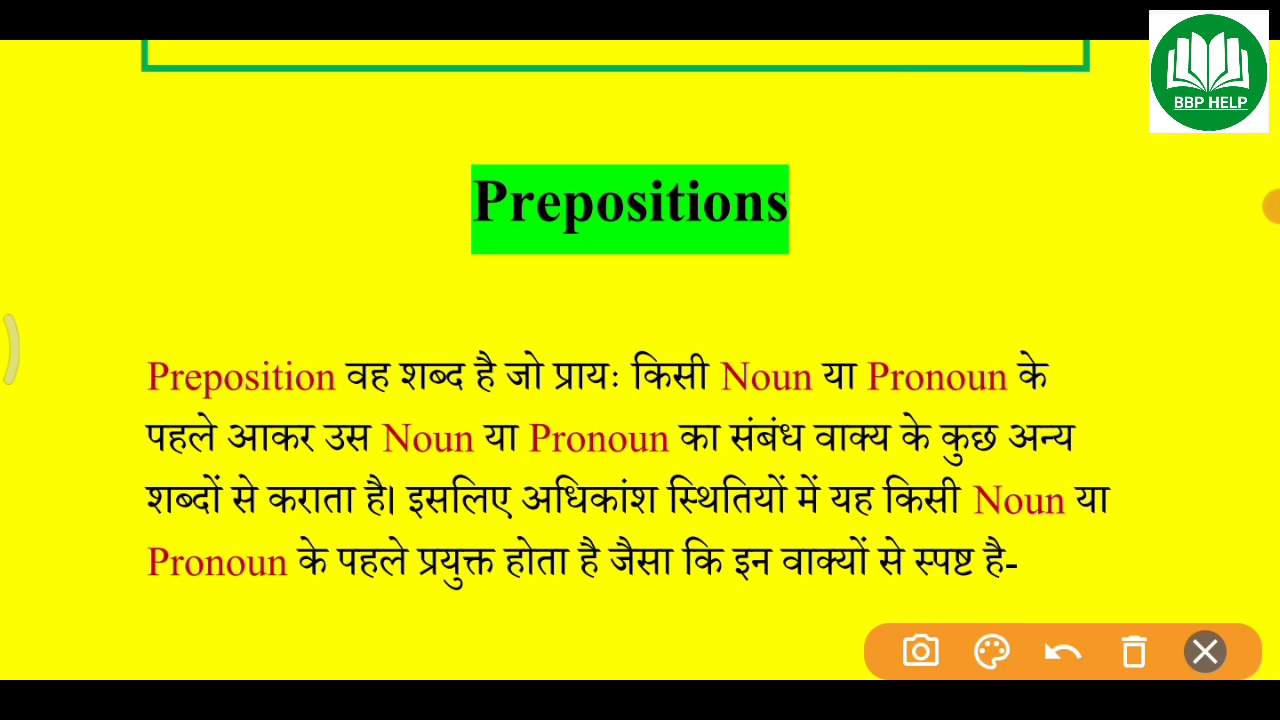 BBP HELP
Prepositions
Preposition वह शब्द है जो प्रायः किसी Noun या Pronoun के
पहले आकर उस Noun या Pronoun का संबंध वाक्य के कुछ अन्य
शब्दों से कराता है। इसलिए अधिकांश स्थितियों में यह किसी Noun या
Pronoun के पहले प्रयुक्त होता है जैसा कि इन वाक्यों से स्पष्ट है-